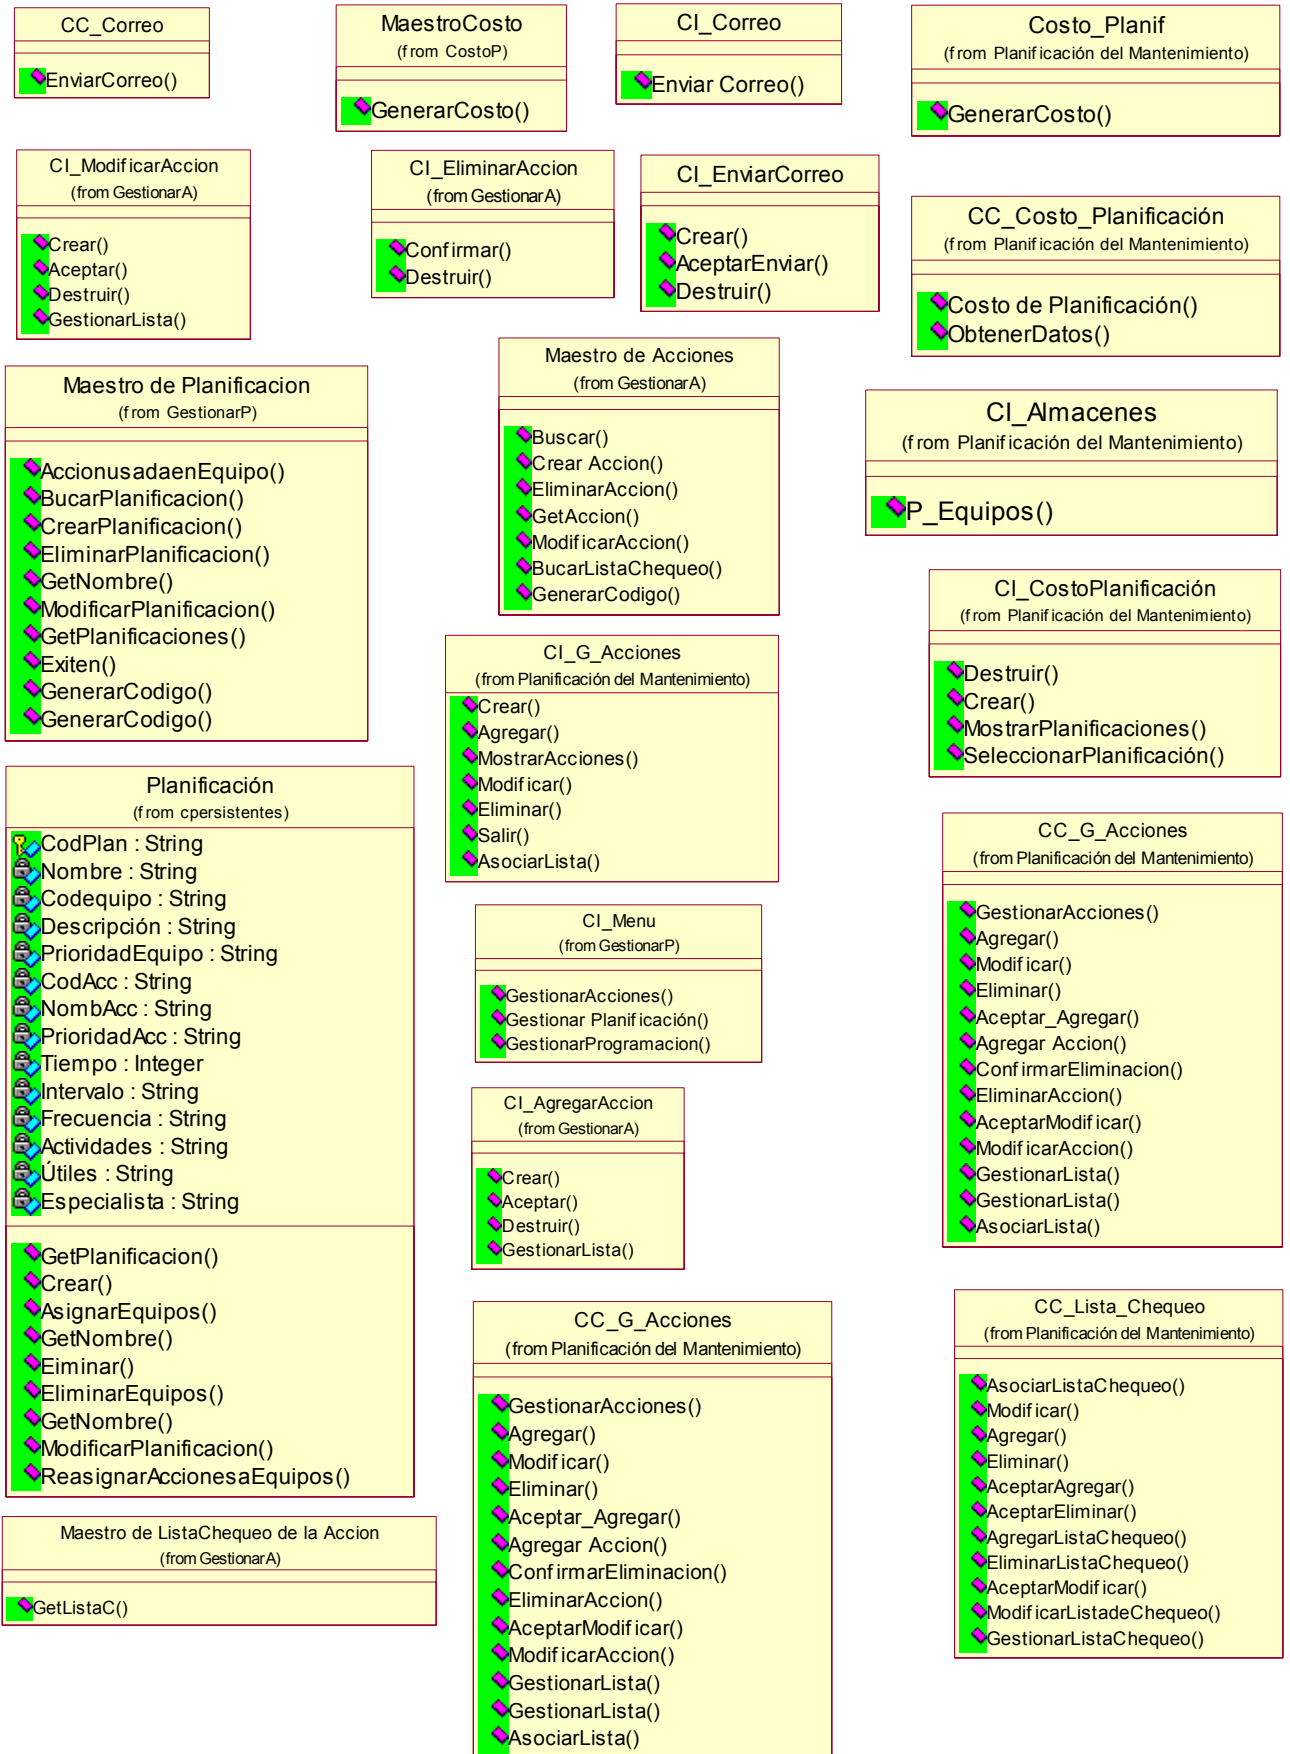 CC_Correo
EnviarCorreo()
MaestroCosto
(from CostoP)
GenerarCosto()
CI_Correo
Enviar Correo()
Costo_Planif
(from Planificación del Mantenimiento)
GenerarCosto()
CI_ModificarAccion
(from GestionarA)
Crear()
Aceptar()
Destruir()
GestionarLista()
CI_EliminarAccion
(from GestionarA)
Confirmar()
Destruir()
CI_EnviarCorreo
Crear()
AceptarEnviar()
Destruir()
CC_Costo_Planificación
(from Planificación del Mantenimiento)
Costo de Planificación()
ObtenerDatos()
Maestro de Planificacion
(from GestionarP)
AccionusadaenEquipo()
BucarPlanificacion()
CrearPlanificacion()
EliminarPlanificacion()
GetNombre()
ModificarPlanificacion()
GetPlanificaciones()
Exiten()
GenerarCodigo()
GenerarCodigo()
Maestro de Acciones
(from GestionarA)
Buscar()
Crear Accion()
EliminarAccion()
GetAccion()
ModificarAccion()
BucarListaChequeo()
GenerarCodigo()
CI_Almacenes
(from Planificación del Mantenimiento)
P_Equipos()
CI_CostoPlanificación
(from Planificación del Mantenimiento)
Destruir()
Crear()
MostrarPlanificaciones()
SeleccionarPlanificación()
CI_G_Acciones
(from Planificación del Mantenimiento)
Crear()
Agregar()
MostrarAcciones()
Modificar()
Eliminar()
Salir()
AsociarLista()
Planificación
(from cpersistentes)
CodPlan : String
Nombre : String
Codequipo : String
Descripción : String
PrioridadEquipo : String
CodAcc : String
NombAcc : String
PrioridadAcc : String
Tiempo : Integer
Intervalo : String
Frecuencia : String
Actividades : String
Útiles : String
Especialista : String
GetPlanificacion()
Crear()
AsignarEquipos()
GetNombre()
Eiminar()
EliminarEquipos()
GetNombre()
ModificarPlanificacion()
ReasignarAccionesaEquipos()
CI_Menu
(from GestionarP)
GestionarAcciones()
Gestionar Planificación()
GestionarProgramacion()
CC_G_Acciones
(from Planificación del Mantenimiento)
GestionarAcciones()
Agregar()
Modificar()
Eliminar()
Aceptar_Agregar()
Agregar Accion()
ConfirmarEliminacion()
EliminarAccion()
AceptarModificar()
ModificarAccion()
GestionarLista()
GestionarLista()
AsociarLista()
CI_AgregarAccion
(from GestionarA)
Crear()
Aceptar()
Destruir()
GestionarLista()
CC_G_Acciones
(from Planificación del Mantenimiento)
GestionarAcciones()
Agregar()
Modificar()
Eliminar()
Aceptar_Agregar()
Agregar Accion()
ConfirmarEliminacion()
EliminarAccion()
AceptarModificar()
ModificarAccion()
GestionarLista()
GestionarLista()
AsociarLista()
CC_Lista_Chequeo
(from Planificación del Mantenimiento)
AsociarListaChequeo()
Modificar()
Agregar()
Eliminar()
AceptarAgregar()
AceptarEliminar()
AgregarListaChequeo()
EliminarListaChequeo()
AceptarModificar()
ModificarListadeChequeo()
GestionarListaChequeo()
Maestro de ListaChequeo de la Accion
(from GestionarA)
GetListaC()